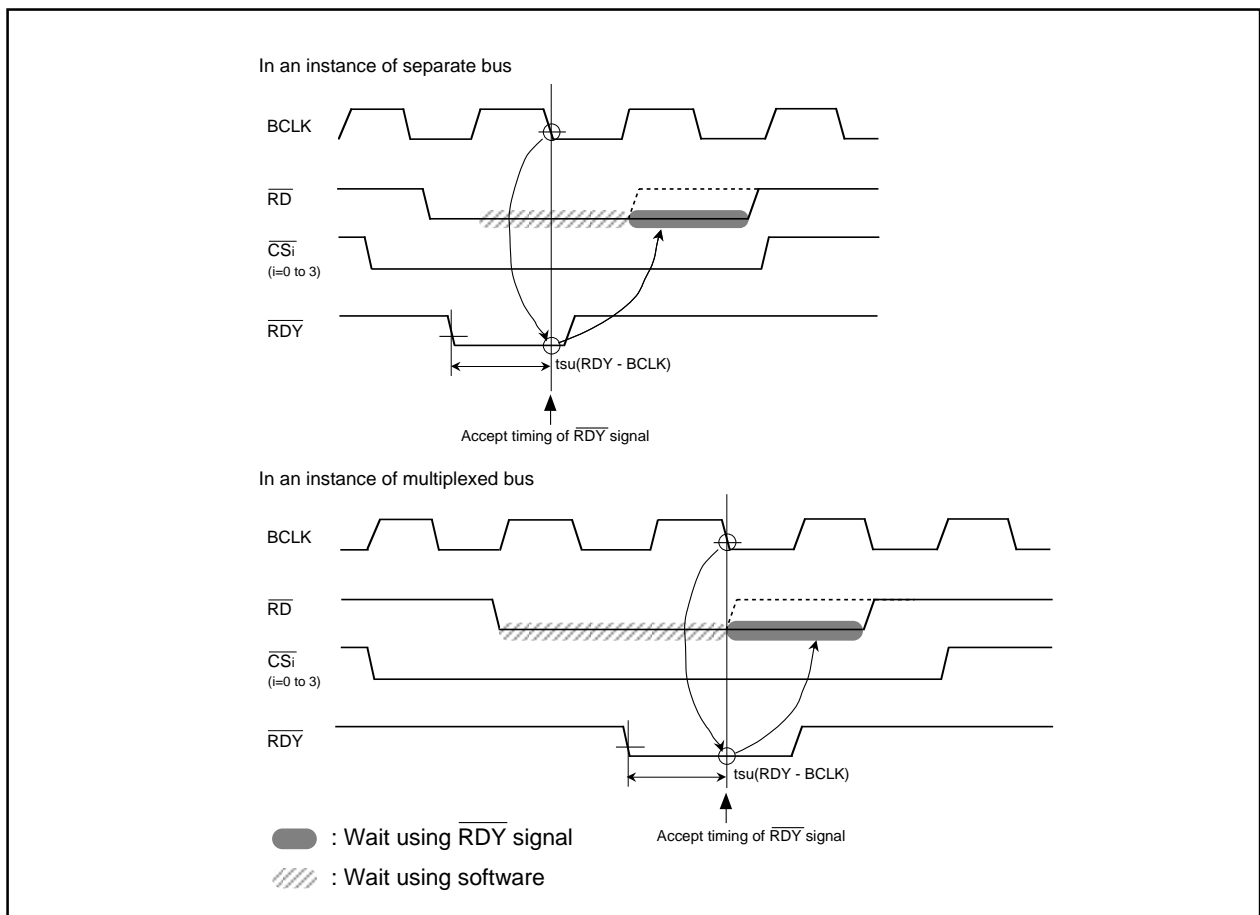 In an instance of separate bus
BCLK
RD
CSi
(i=0 to 3)
RDY
tsu(RDY - BCLK)
Accept timing of RDY signal
In an instance of multiplexed bus
BCLK
RD
CSi
(i=0 to 3)
RDY
tsu(RDY - BCLK)
Accept timing of RDY signal
: Wait using RDY signal
: Wait using software